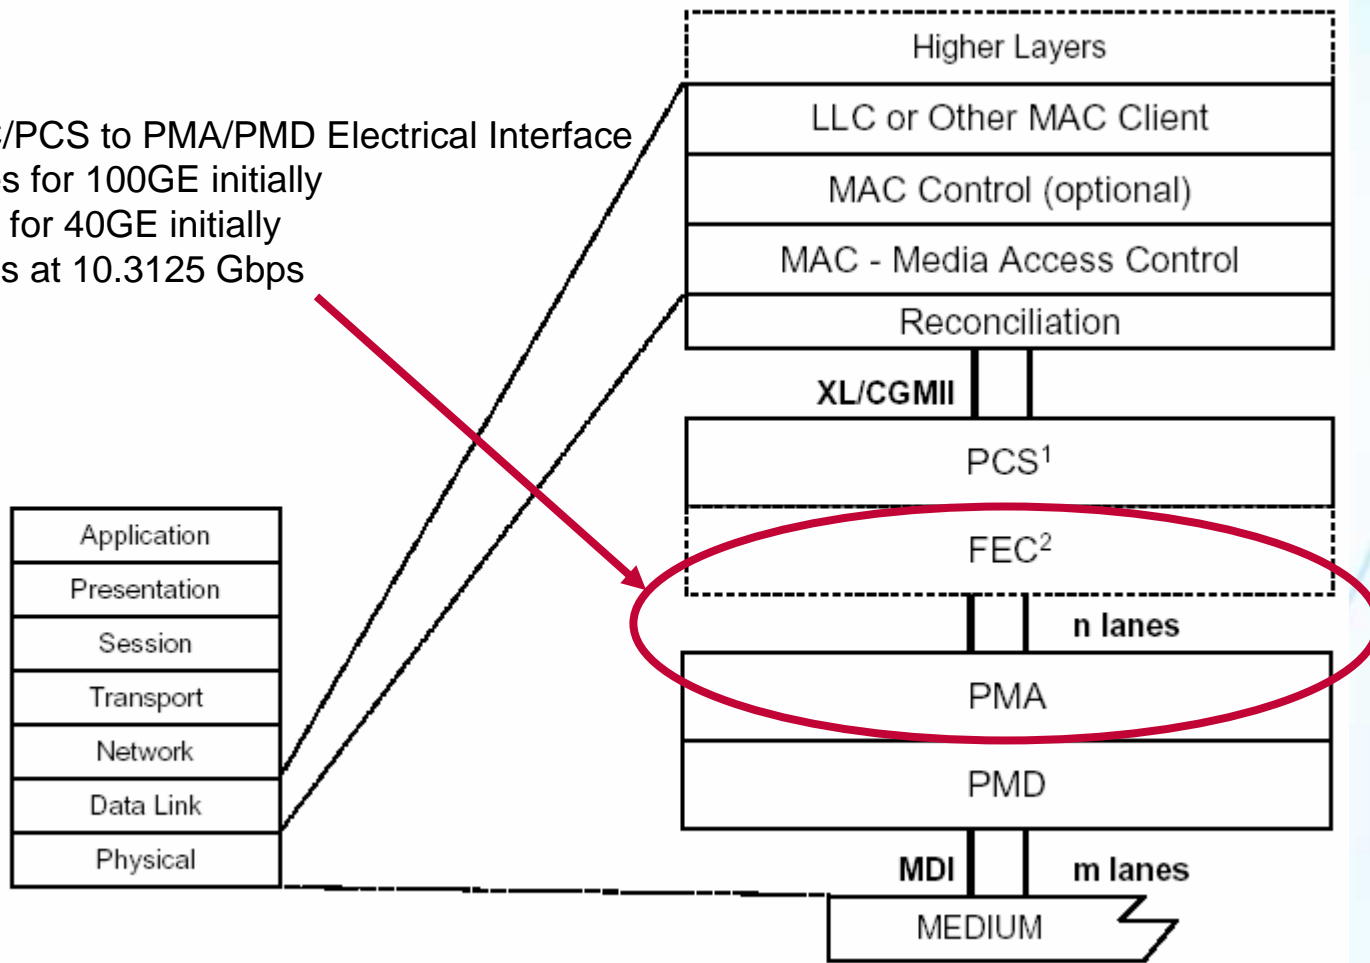 Higher Layers
LLC or Other MAC Client
MAC Control (optional)
MAC - Media Access Control
Reconciliation
XL/CGMII
PCS¹
FEC²
n lanes
PMA
PMD
MDI
m lanes
MEDIUM
/PCS to PMA/PMD Electrical Interface
for 100GE initially
for 40GE initially
at 10.3125 Gbps
Application
Presentation
Session
Transport
Network
Data Link
Physical